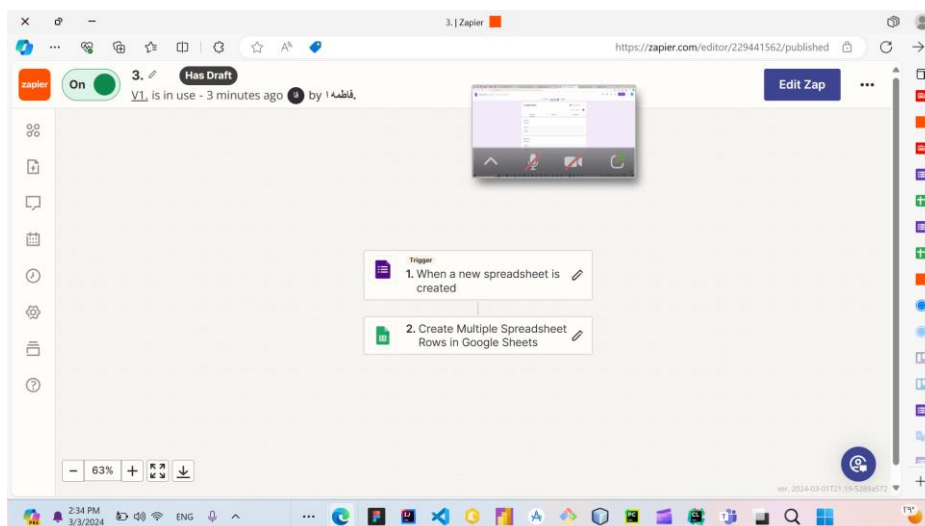 3. | Zapier
https://zapier.com/editor/229441562/published
zapier
On
3.
Has Draft
V1. is in use - 3 minutes ago by فاطمه ا.
Edit Zap
Trigger
1. When a new spreadsheet is
created
2. Create Multiple Spreadsheet
Rows in Google Sheets
63%
ver. 2024-03-01T21:19-5289a572
2:34 PM
3/3/2024
ENG